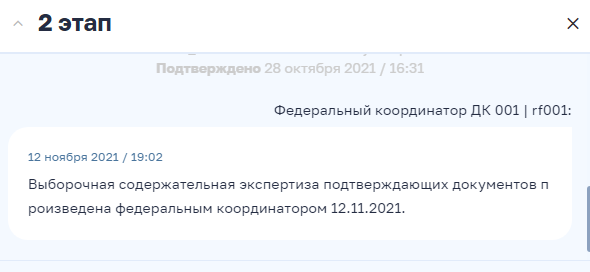 2 этап
Подтверждено 28 октября 2021 / 16:31
Федеральный координатор ДК 001 | rf001:
12 ноября 2021 / 19:02
Выборочная содержательная экспертиза подтверждающих документов п
роизведена федеральным координатором 12.11.2021.